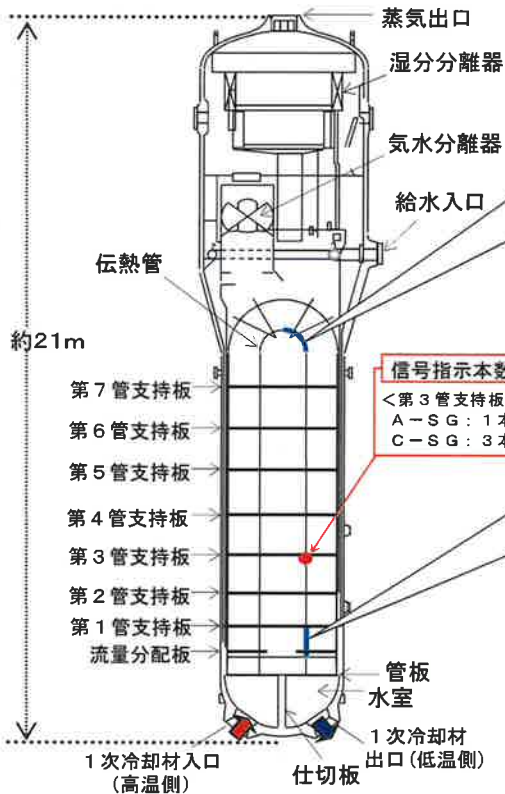 蒸気出口
湿分分離器
気水分離器
給水入口
伝熱管
約21m
信号指示本数
<第3管支持板
A-SG:1本
C-SG:3本
第7管支持板
第6管支持板
第5管支持板
第4管支持板
第3管支持板
第2管支持板
第1管支持板
流量分配板
管板
水室
1次冷却材入口
(高温側)
仕切板
1次冷却材
出口(低温側)